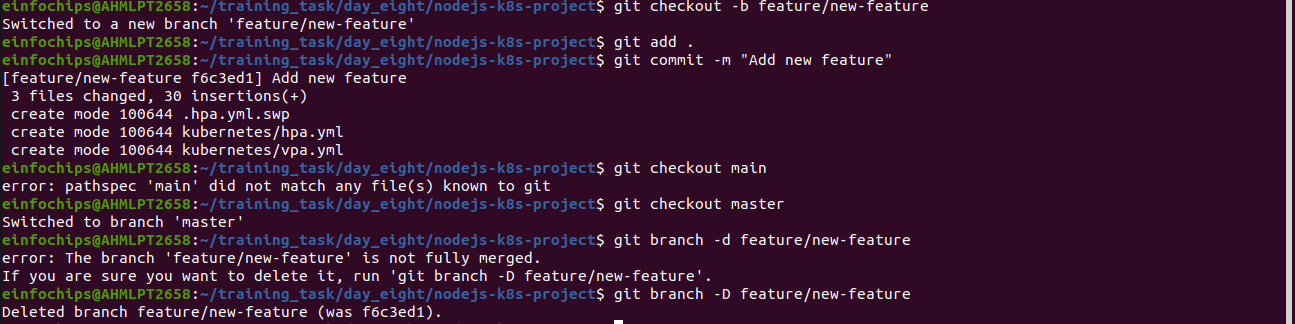 einfochips@AHMLPT2658:~/training_task/day_eight/nodejs-k8s-project$ git checkout -b feature/new-feature
Switched to a new branch 'feature/new-feature'
einfochips@AHMLPT2658:~/training_task/day_eight/nodejs-k8s-project$ git add .
einfochips@AHMLPT2658:~/training_task/day_eight/nodejs-k8s-project$ git commit -m "Add new feature"
[feature/new-feature f6c3ed1] Add new feature
 3 files changed, 30 insertions(+)
 create mode 100644 .hpa.yml.swp
 create mode 100644 kubernetes/hpa.yml
 create mode 100644 kubernetes/vpa.yml
einfochips@AHMLPT2658:~/training_task/day_eight/nodejs-k8s-project$ git checkout main
error: pathspec 'main' did not match any file(s) known to git
einfochips@AHMLPT2658:~/training_task/day_eight/nodejs-k8s-project$ git checkout master
Switched to branch 'master'
einfochips@AHMLPT2658:~/training_task/day_eight/nodejs-k8s-project$ git branch -d feature/new-feature
error: The branch 'feature/new-feature' is not fully merged.
If you are sure you want to delete it, run 'git branch -D feature/new-feature'.
einfochips@AHMLPT2658:~/training_task/day_eight/nodejs-k8s-project$ git branch -D feature/new-feature
Deleted branch feature/new-feature (was f6c3ed1).